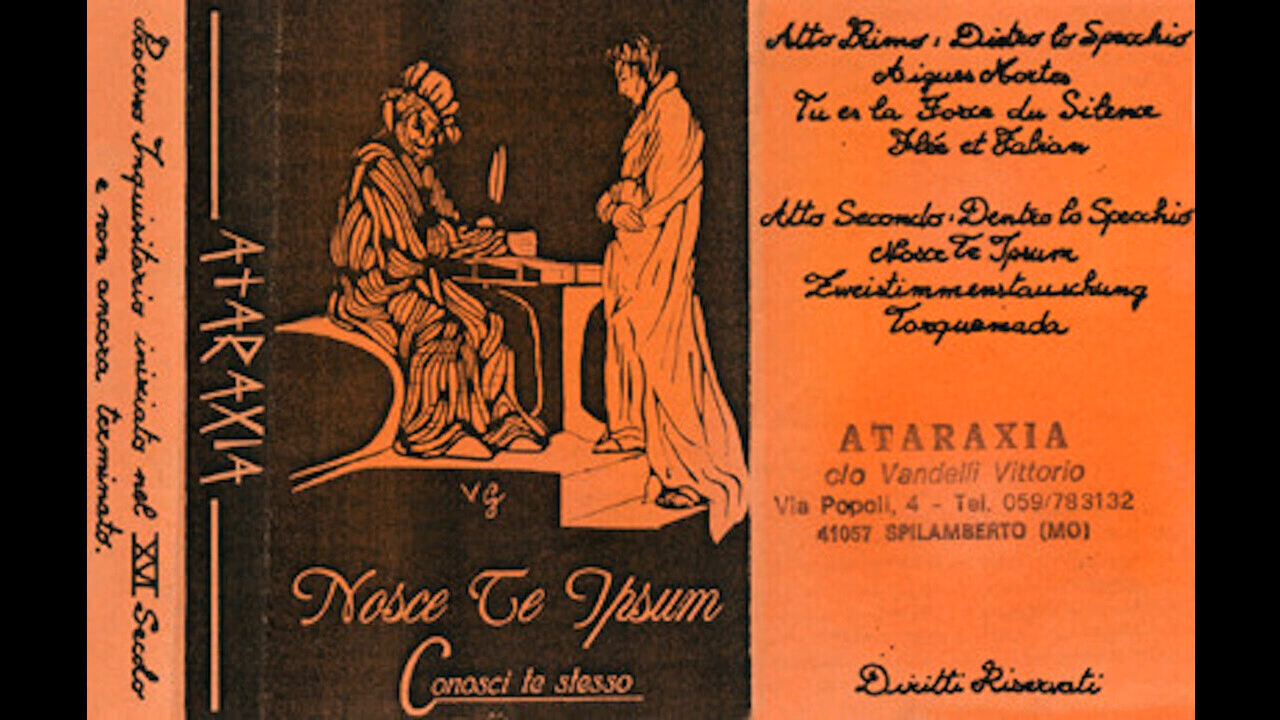 Processo Inquisitorio iniziato nel XVI Secolo
e non ancora terminato.
ATARAXIA
VG
Nosce Te Ipsum
Conosci te stesso
Atto Primo: Dietro lo Specchio
Aigues Mortes
Tu es la Force du Silence
Flée et Fabian
Atto Secondo: Dentro lo Specchio
Nosce Te Ipsum
Zweistimmenstauschung
Torquemada
ATARAXIA
c/o Vandelli Vittorio
Via Popoli, 4 - Tel. 059/783132
41057 SPILAMBERTO (MO)
Diritti Riservati